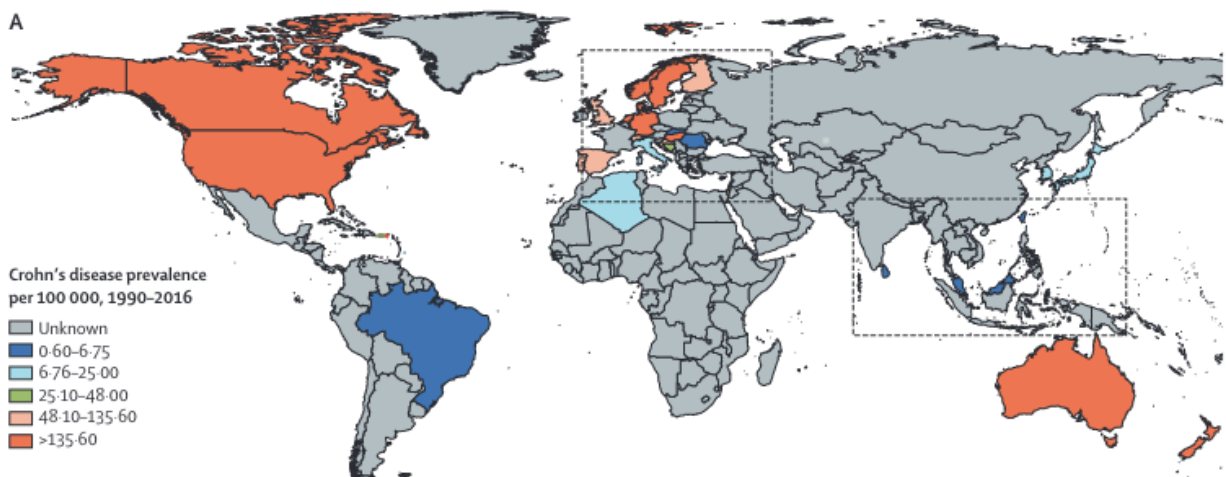 A
Crohn's disease prevalence
per 100 000, 1990–2016
Unknown
0·60–6·75
6·76–25·00
25·10–48·00
48·10–135·60
>135·60